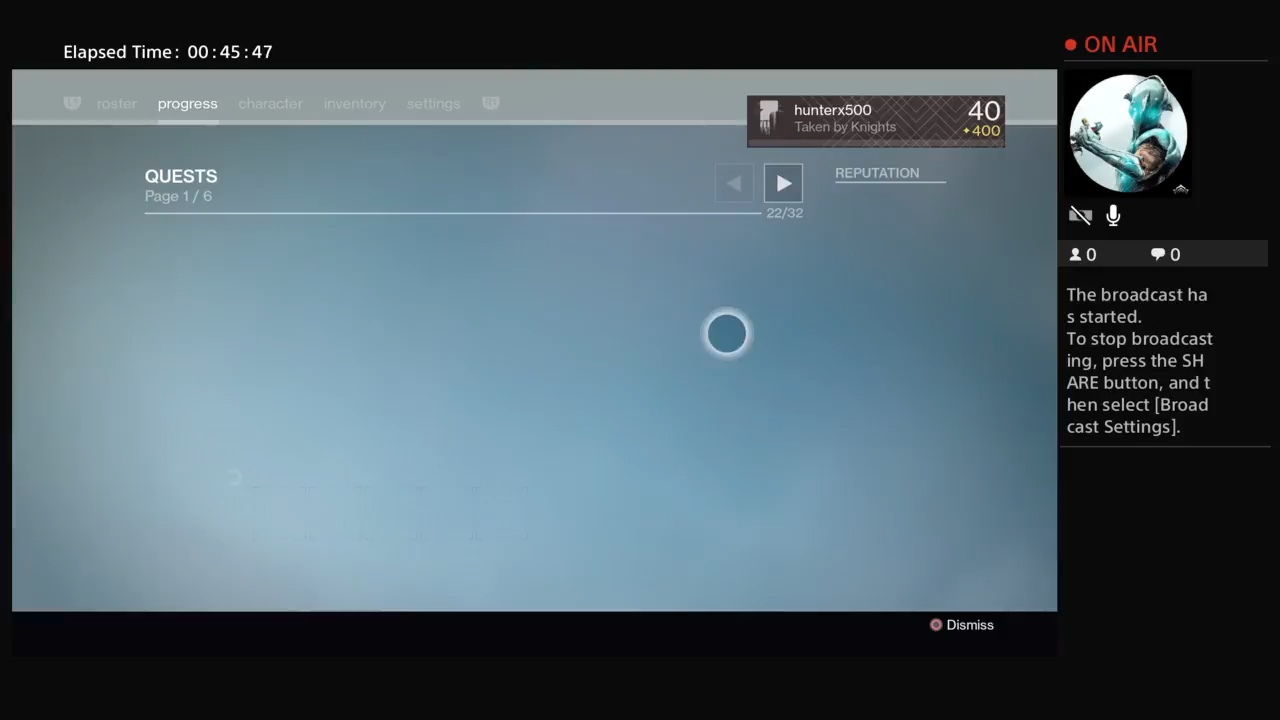 Elapsed Time: 00:45:47
ON AIR
roster progress character inventory settings
hunterx500
Taken by Knights
40
400
QUESTS
Page 1 / 6
22/32
REPUTATION
0 0
The broadcast ha
s started.
To stop broadcast
ing, press the SH
ARE button, and t
hen select [Broad
cast Settings].
Dismiss